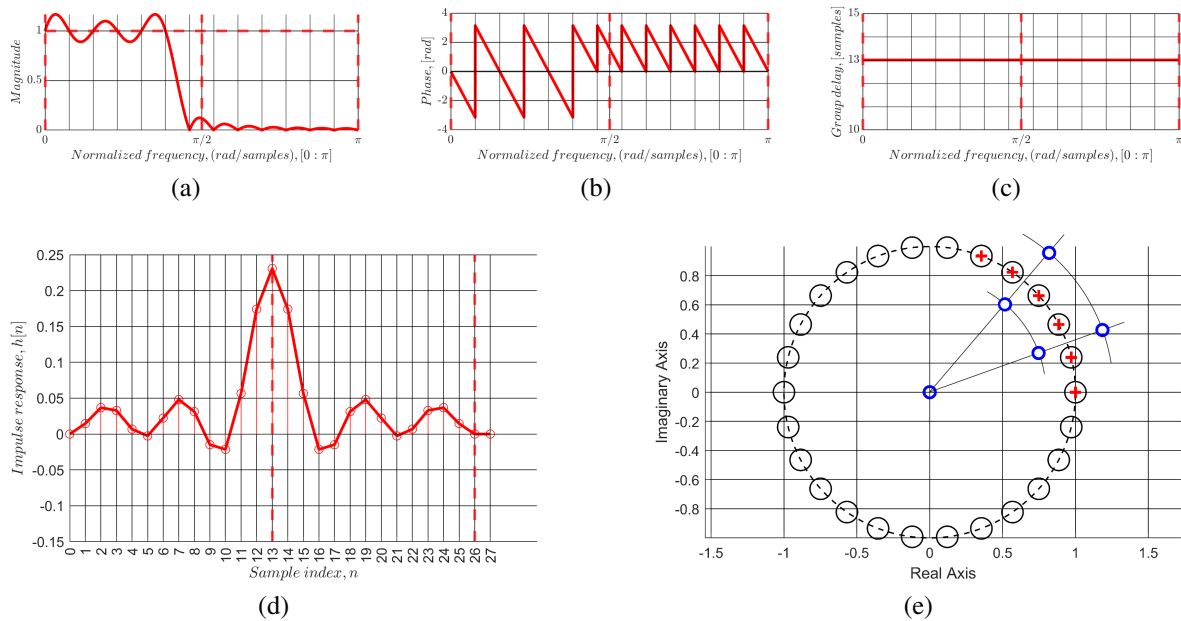 1
0.5
0
Magnitude
0
π/2
π
Normalized frequency, (rad/samples), [0 : π]
(a)
4
2
0
-2
-4
Phase, [rad]
0
π/2
π
Normalized frequency, (rad/samples), [0 : π]
(b)
15
13
10
Group delay, [samples]
0
π/2
π
Normalized frequency, (rad/samples), [0 : π]
(c)
0.25
0.2
0.15
0.1
0.05
0
-0.05
-0.1
-0.15
Impulse response, h[n]
0 1 2 3 4 5 6 7 8 9 10 11 12 13 14 15 16 17 18 19 20 21 22 23 24 25 26 27
Sample index, n
(d)
0.8
0.6
0.4
0.2
0
-0.2
-0.4
-0.6
-0.8
Imaginary Axis
-1.5 -1 -0.5 0 0.5 1 1.5
Real Axis
(e)